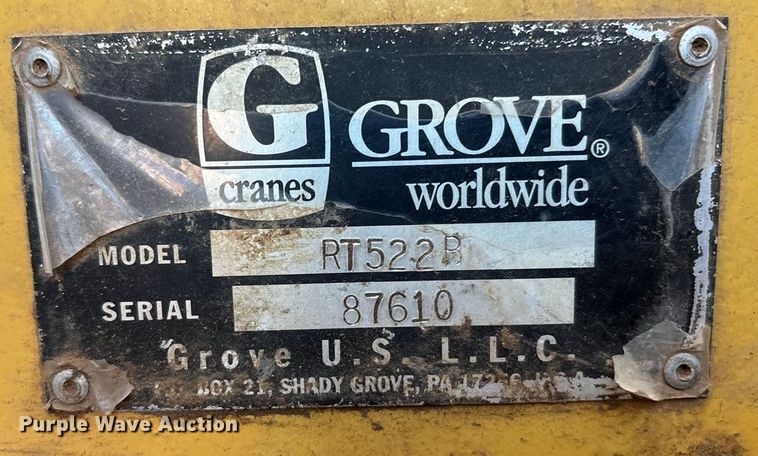 G
cranes
GROVE®
worldwide
MODEL RT522B
SERIAL 87610
Grove U.S. L.L.C.
BOX 21, SHADY GROVE, PA
Purple Wave Auction